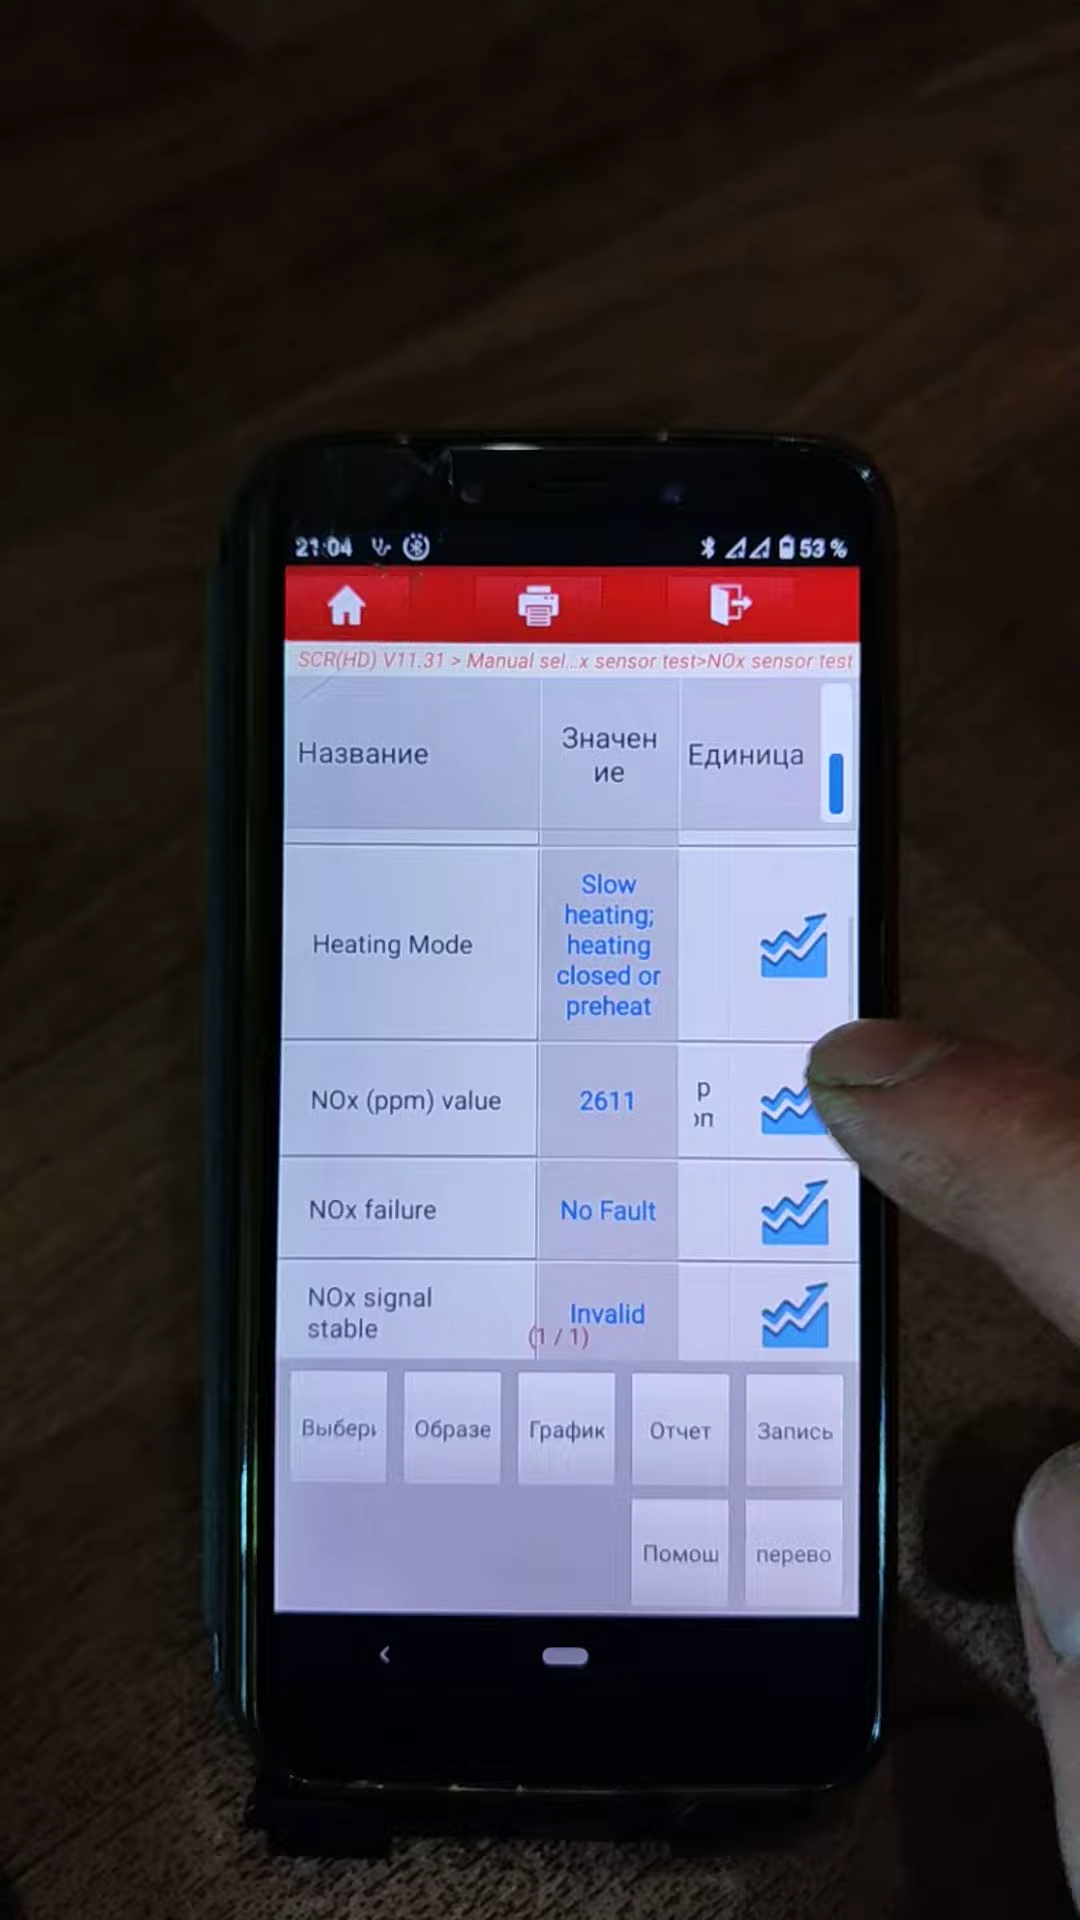 21:04 53 %
SCR(HD) V11.31 > Manual sel...x sensor test>NOx sensor test
Название
Значен
ие
Единица
Heating Mode
Slow
heating;
heating
closed or
preheat
NOx (ppm) value
2611
NOx failure
No Fault
NOx signal
stable
Invalid
(1 / 1)
Выбери
Образе
График
Отчет
Запись
Помощ
перево